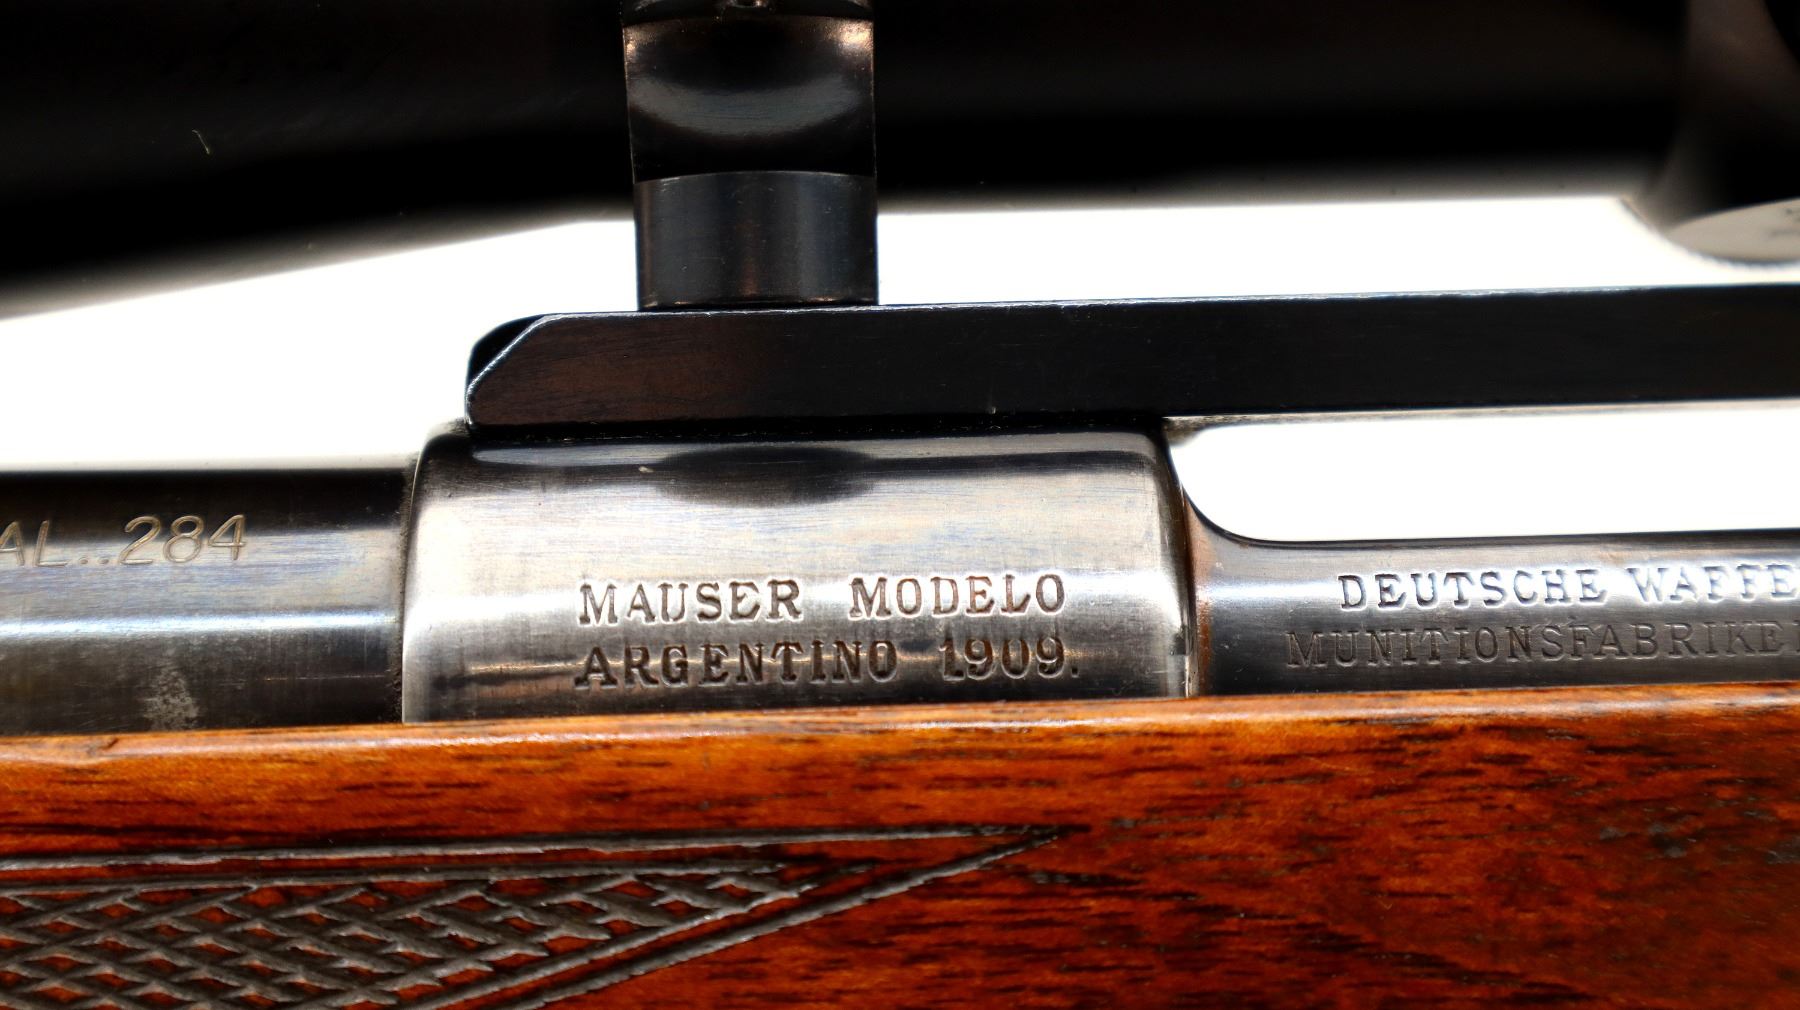 AL..284
MAUSER MODELO
ARGENTINO 1909.
DEUTSCHE WAFFE
MUNITIONSFABRIKE